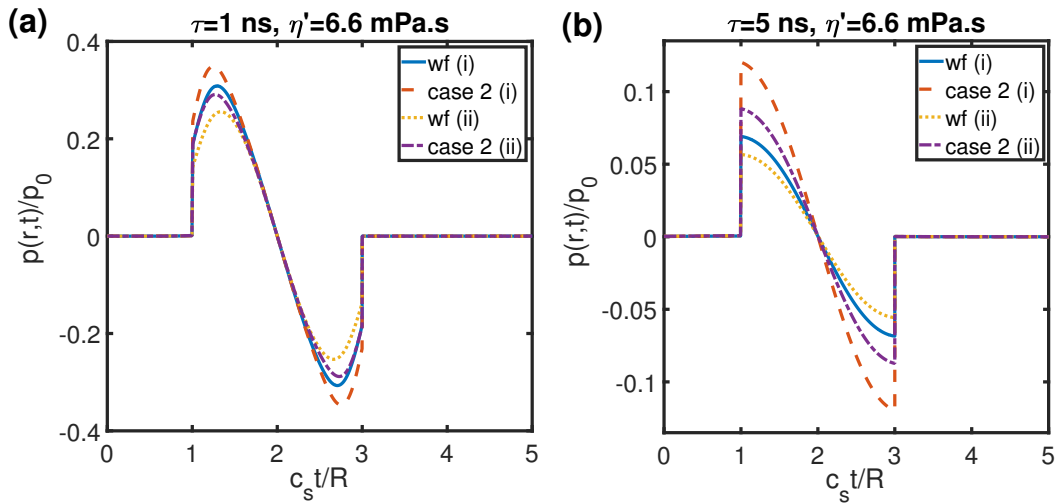 (a)
τ=1 ns, η'=6.6 mPa.s
0.4
0.2
0
-0.2
-0.4
p(r,t)/p0
wf (i)
case 2 (i)
wf (ii)
case 2 (ii)
0 1 2 3 4 5
cst/R
(b)
τ=5 ns, η'=6.6 mPa.s
0.1
0.05
0
-0.05
-0.1
p(r,t)/p0
wf (i)
case 2 (i)
wf (ii)
case 2 (ii)
0 1 2 3 4 5
cst/R